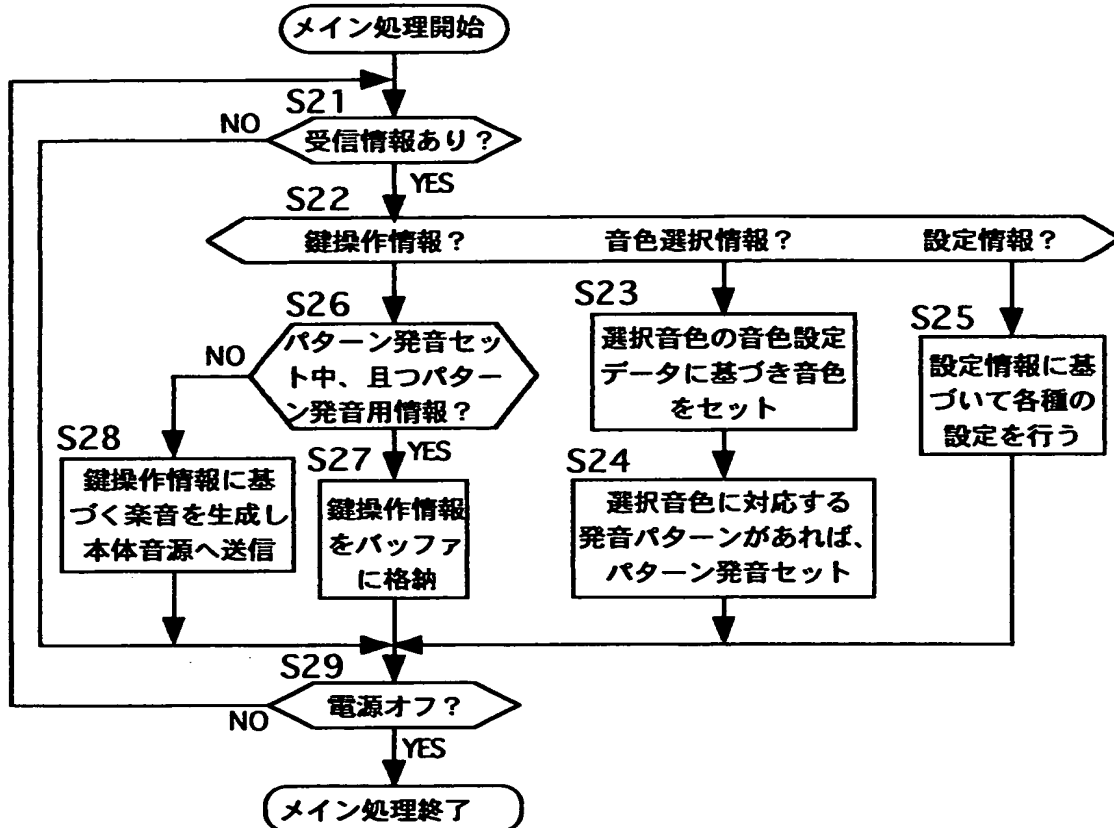 メイン処理開始
S21
NO
受信情報あり？
YES
S22
鍵操作情報？
音色選択情報？
設定情報？
S26
NO
パターン発音セッ
ト中、且つパター
ン発音用情報？
YES
S23
選択音色の音色設定
データに基づき音色
をセット
S25
設定情報に基
づいて各種の
設定を行う
S28
鍵操作情報に基
づく楽音を生成し
本体音源へ送信
S27
鍵操作情報
をバッファ
に格納
S24
選択音色に対応する
発音パターンがあれば、
パターン発音セット
S29
電源オフ？
NO
YES
メイン処理終了